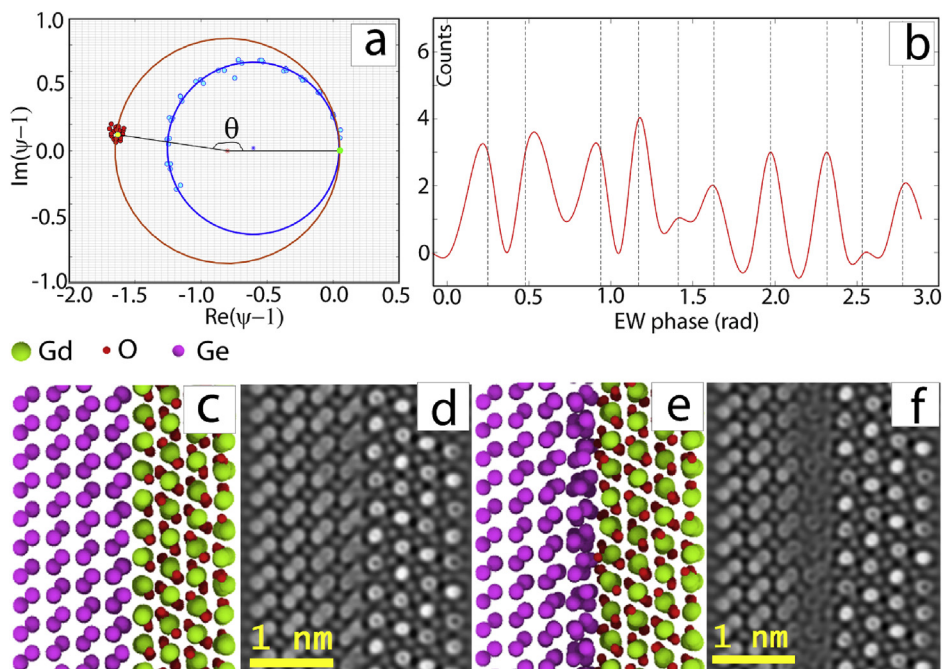 a
1.0
0.5
0.0
-0.5
-1.0
Im(ψ−1)
θ
-2.0 -1.5 -1.0 -0.5 0.0 0.5
Re(ψ−1)
b
Counts
6
4
2
0
-0.0 0.5 1.0 1.5 2.0 2.5 3.0
EW phase (rad)
Gd O Ge
c
d
1 nm
e
f
1 nm